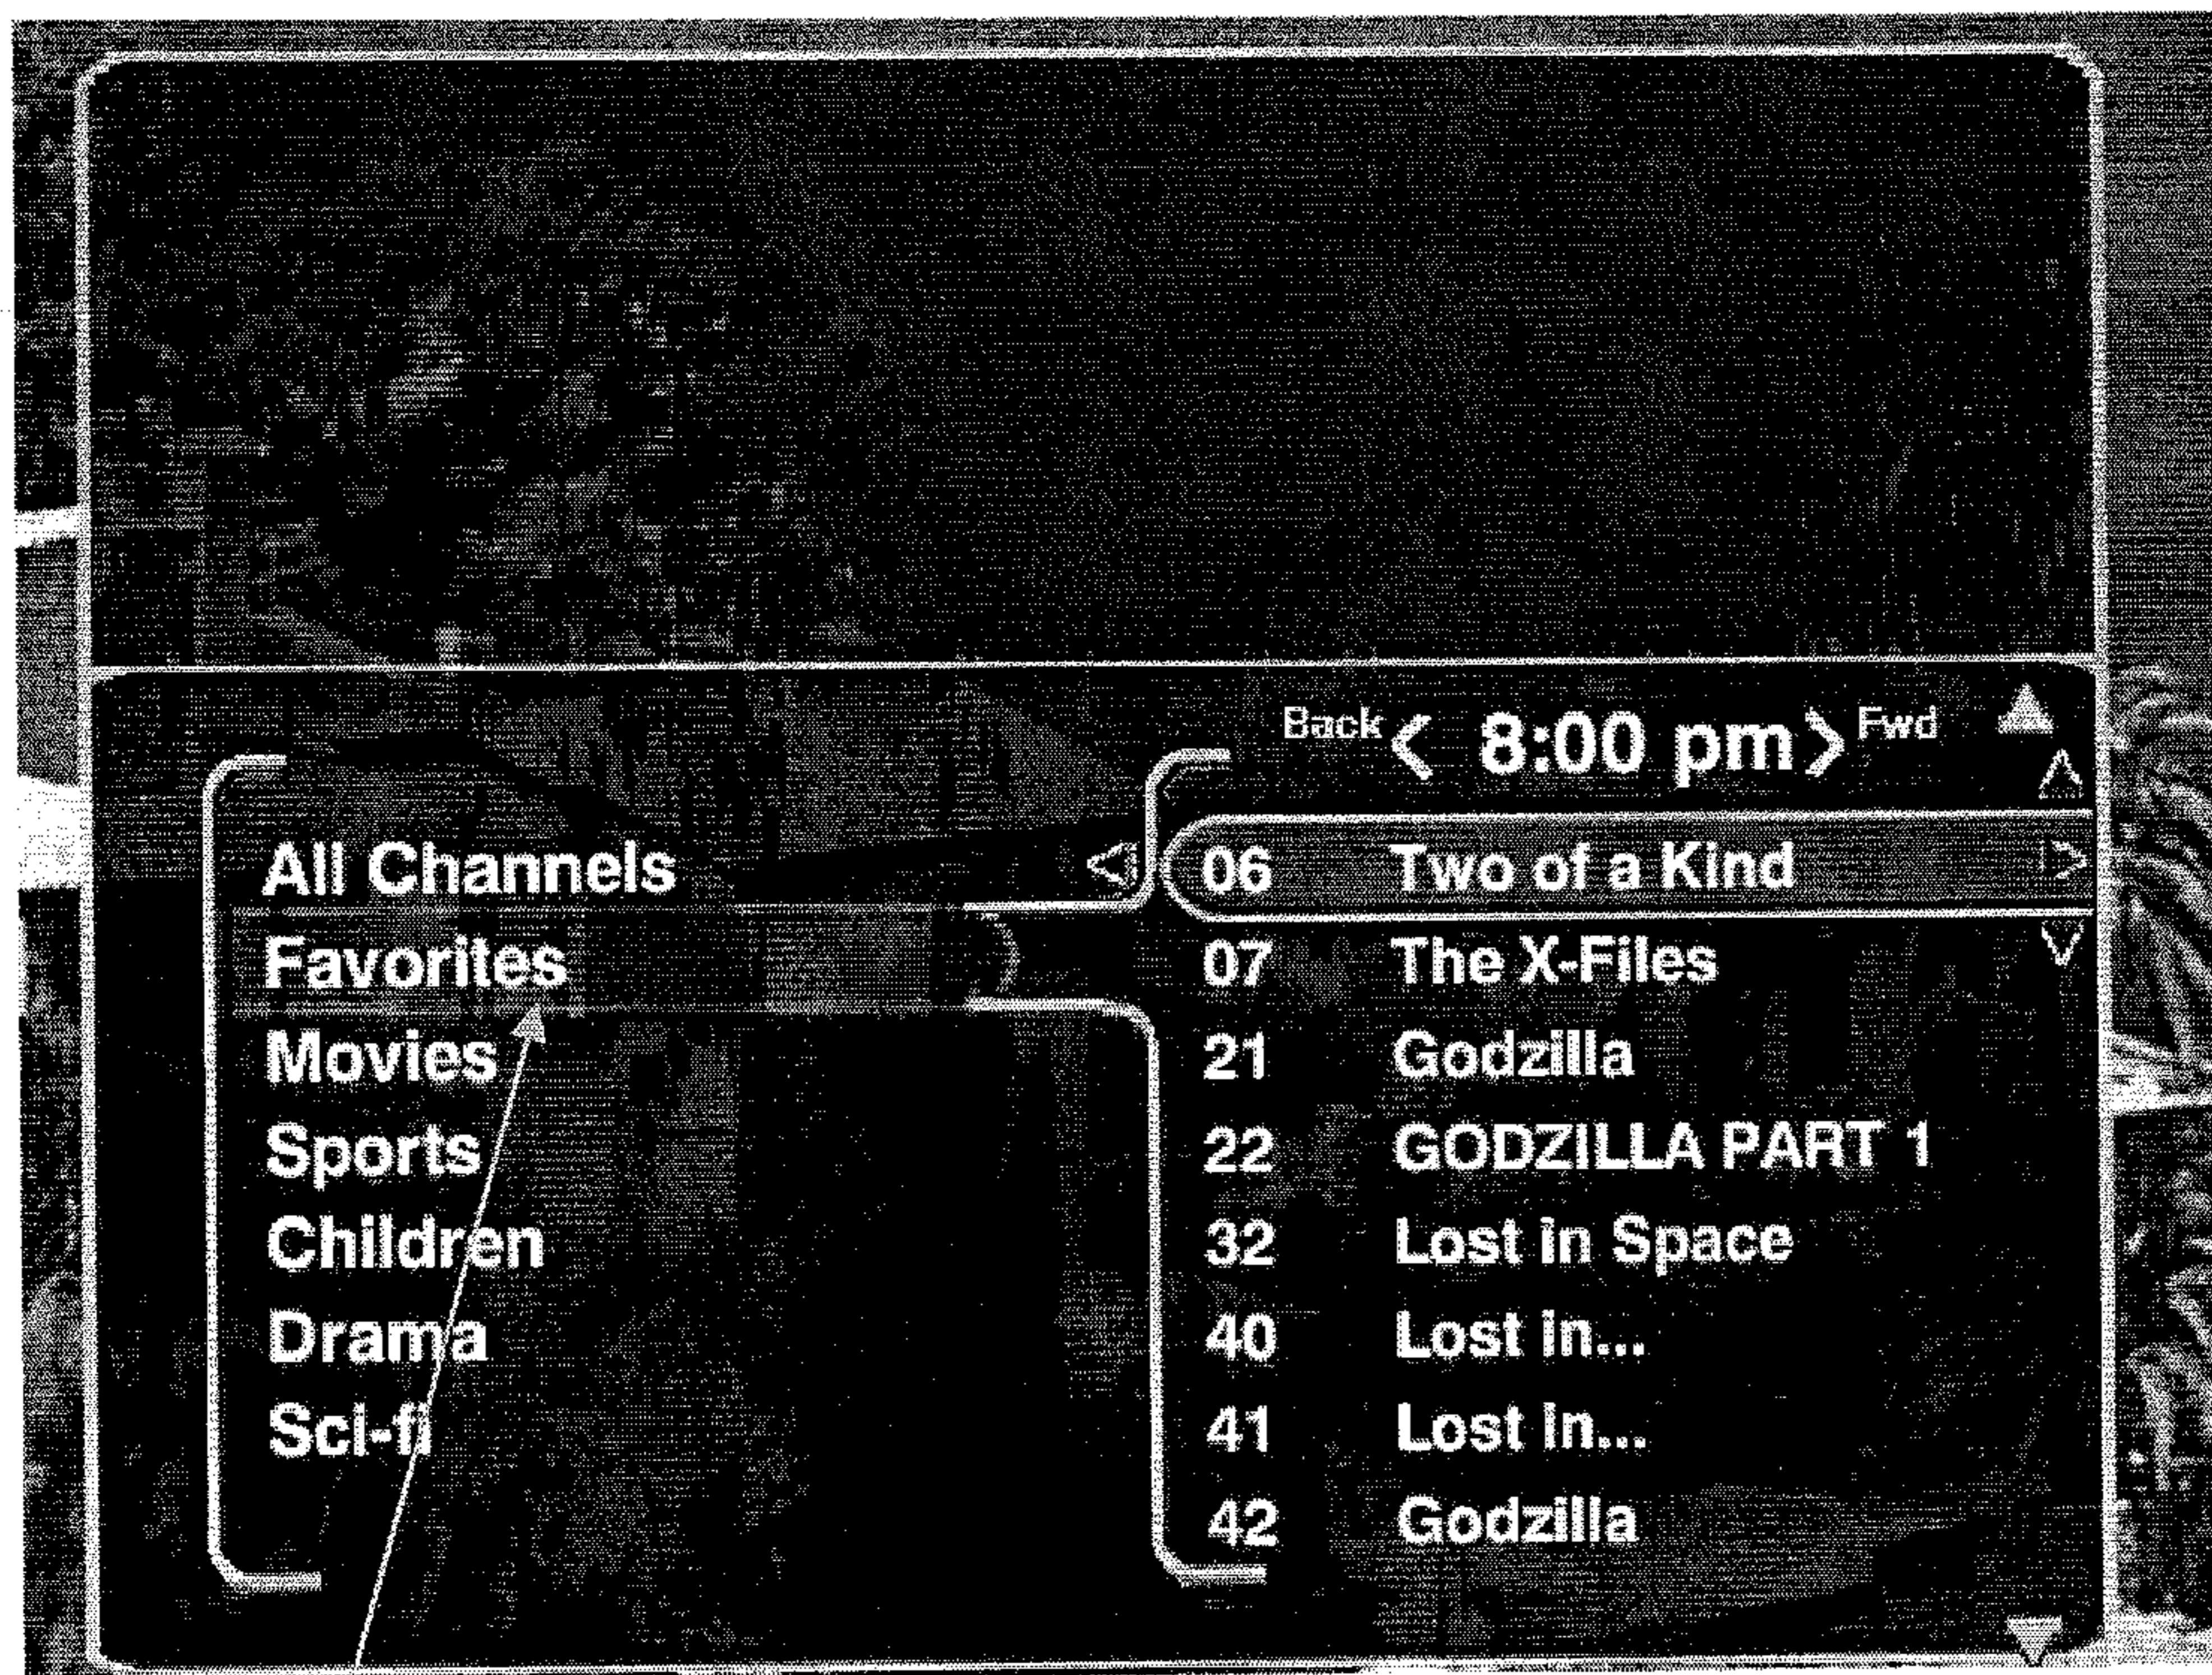 Back < 8:00 pm > Fwd
All Channels
Favorites
Movies
Sports
Children
Drama
Sci-fi
06 Two of a Kind
07 The X-Files
21 Godzilla
22 GODZILLA PART 1
32 Lost in Space
40 Lost in...
41 Lost in...
42 Godzilla